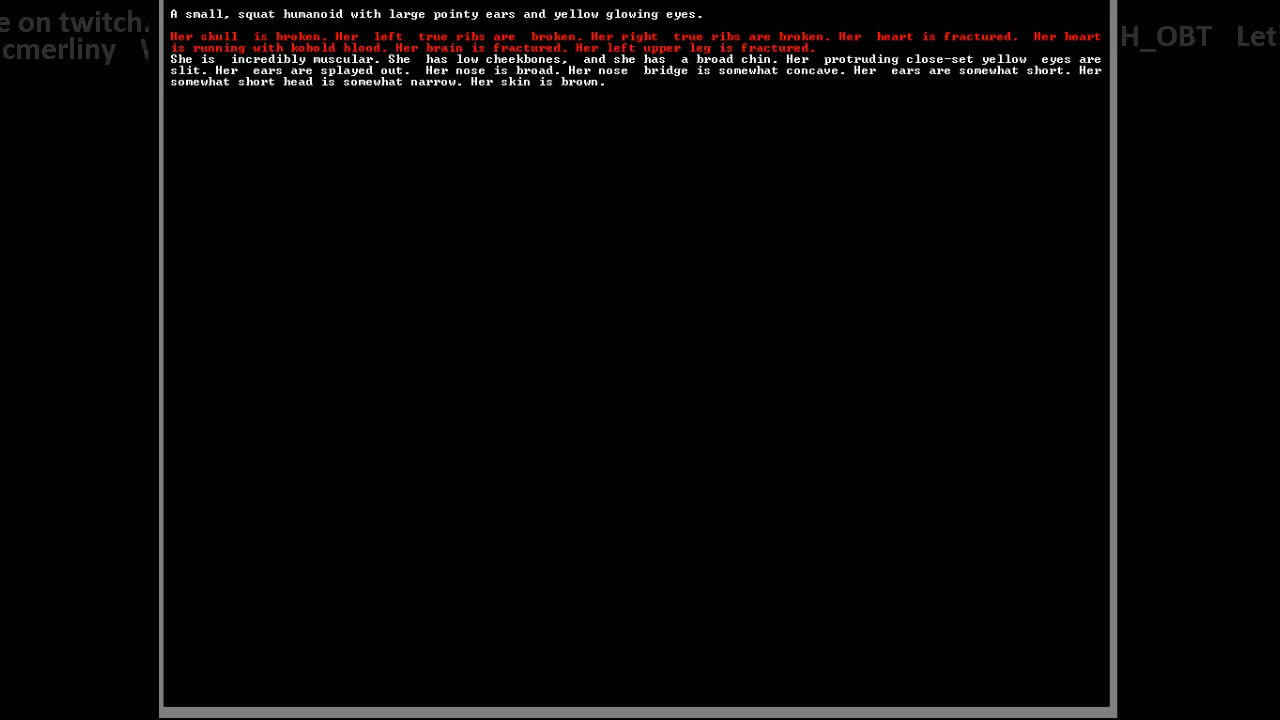 e on twitch.
cmerliny
A small, squat humanoid with large pointy ears and yellow glowing eyes.
Her skull is broken. Her left true ribs are broken. Her right true ribs are broken. Her heart is fractured. Her heart
is running with kobold blood. Her brain is fractured. Her left upper leg is fractured.
She is incredibly muscular. She has low cheekbones, and she has a broad chin. Her protruding close-set yellow eyes are
slit. Her ears are splayed out. Her nose is broad. Her nose bridge is somewhat concave. Her ears are somewhat short. Her
somewhat short head is somewhat narrow. Her skin is brown.
H_OBT Let